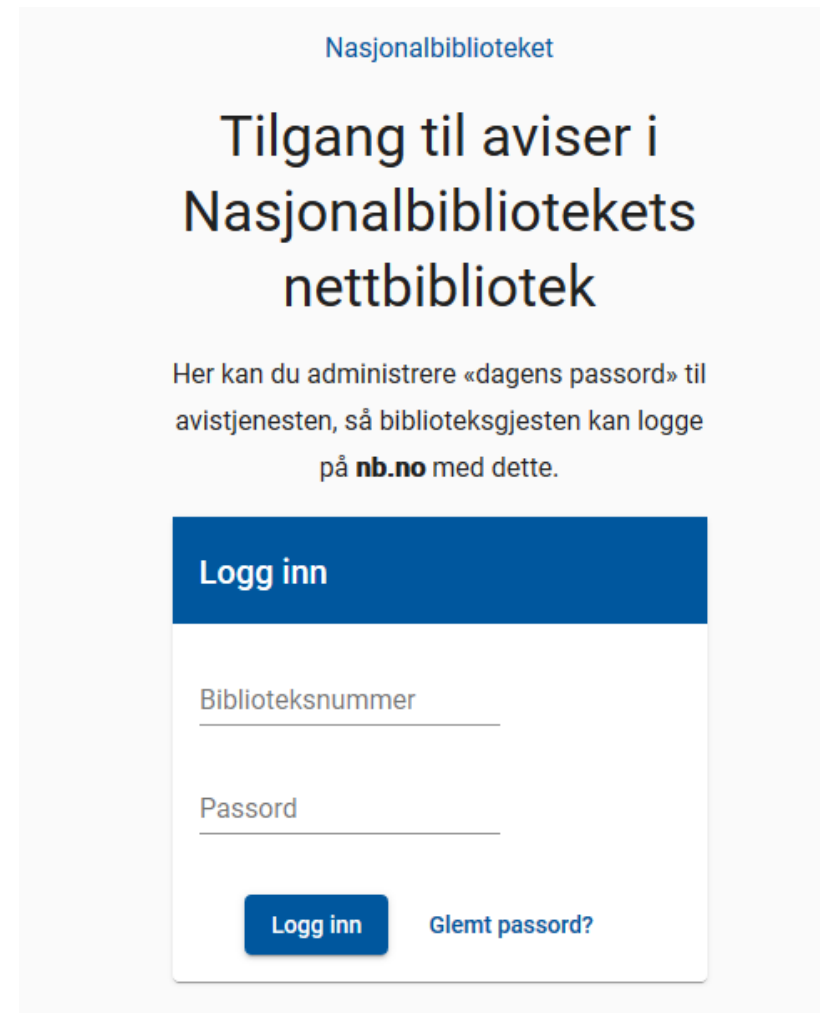 Nasjonalbiblioteket
Tilgang til aviser i
Nasjonalbibliotekets
nettbibliotek
Her kan du administrere «dagens passord» til
avistjenesten, så biblioteksgjesten kan logge
på nb.no med dette.
Logg inn
Biblioteksnummer
Passord
Logg inn Glemt passord?